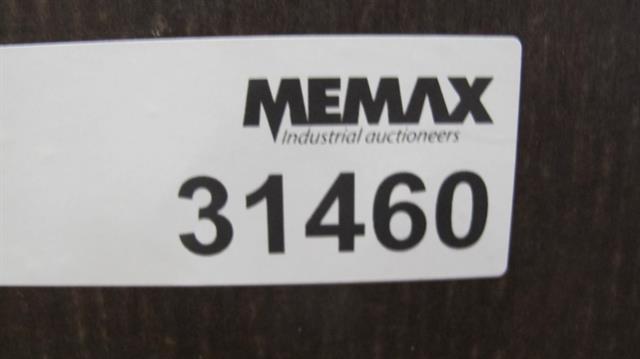 MEMAX
Industrial auctioneers
31460